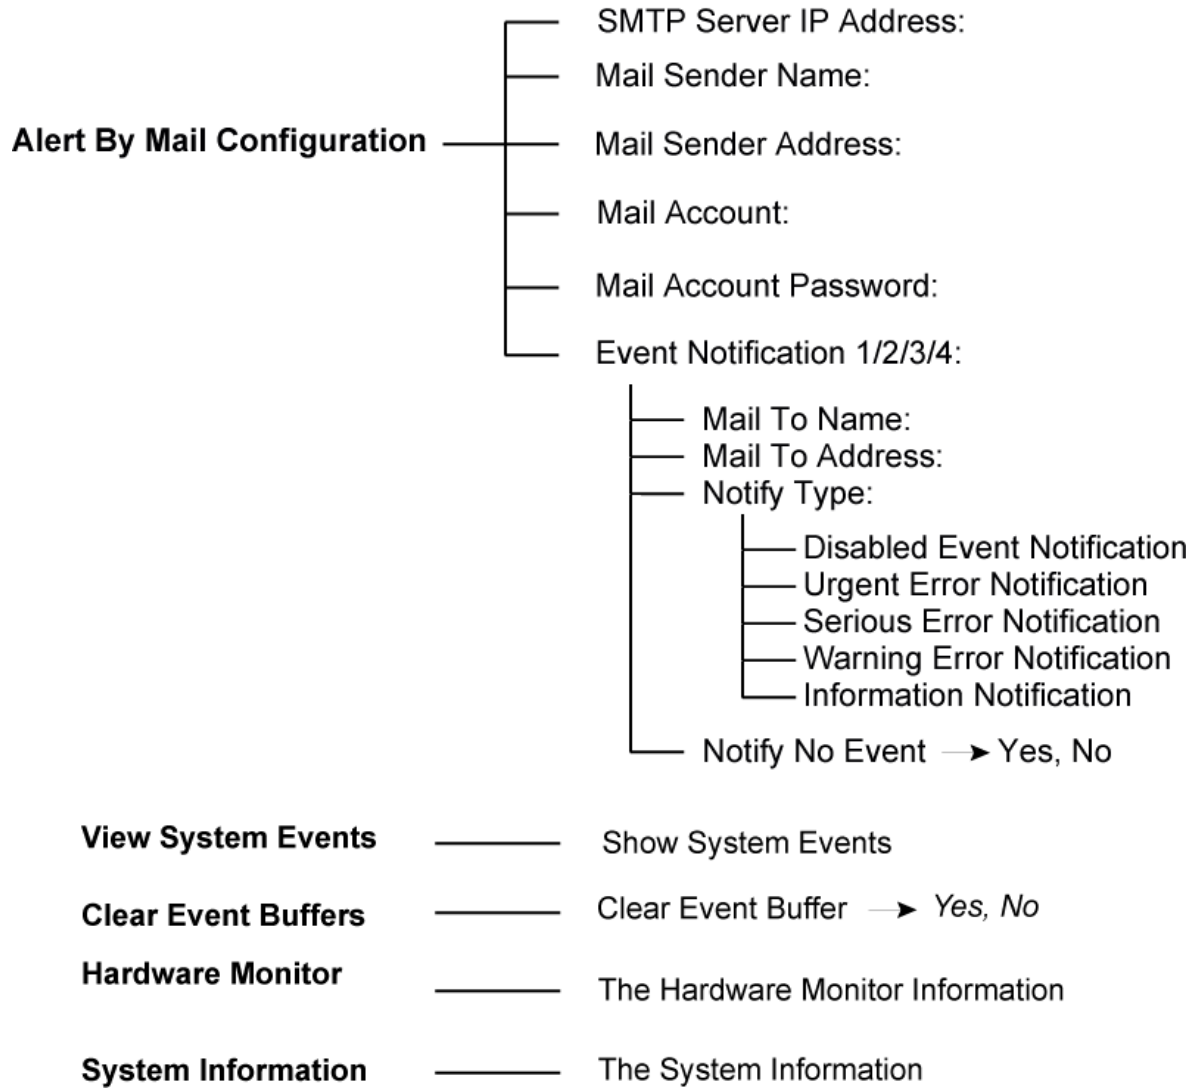 SMTP Server IP Address:
Mail Sender Name:
Alert By Mail Configuration
Mail Sender Address:
Mail Account:
Mail Account Password:
Event Notification 1/2/3/4:
Mail To Name:
Mail To Address:
Notify Type:
Disabled Event Notification
Urgent Error Notification
Serious Error Notification
Warning Error Notification
Information Notification
Notify No Event Yes, No
View System Events Show System Events
Clear Event Buffers Clear Event Buffer Yes, No
Hardware Monitor The Hardware Monitor Information
System Information The System Information